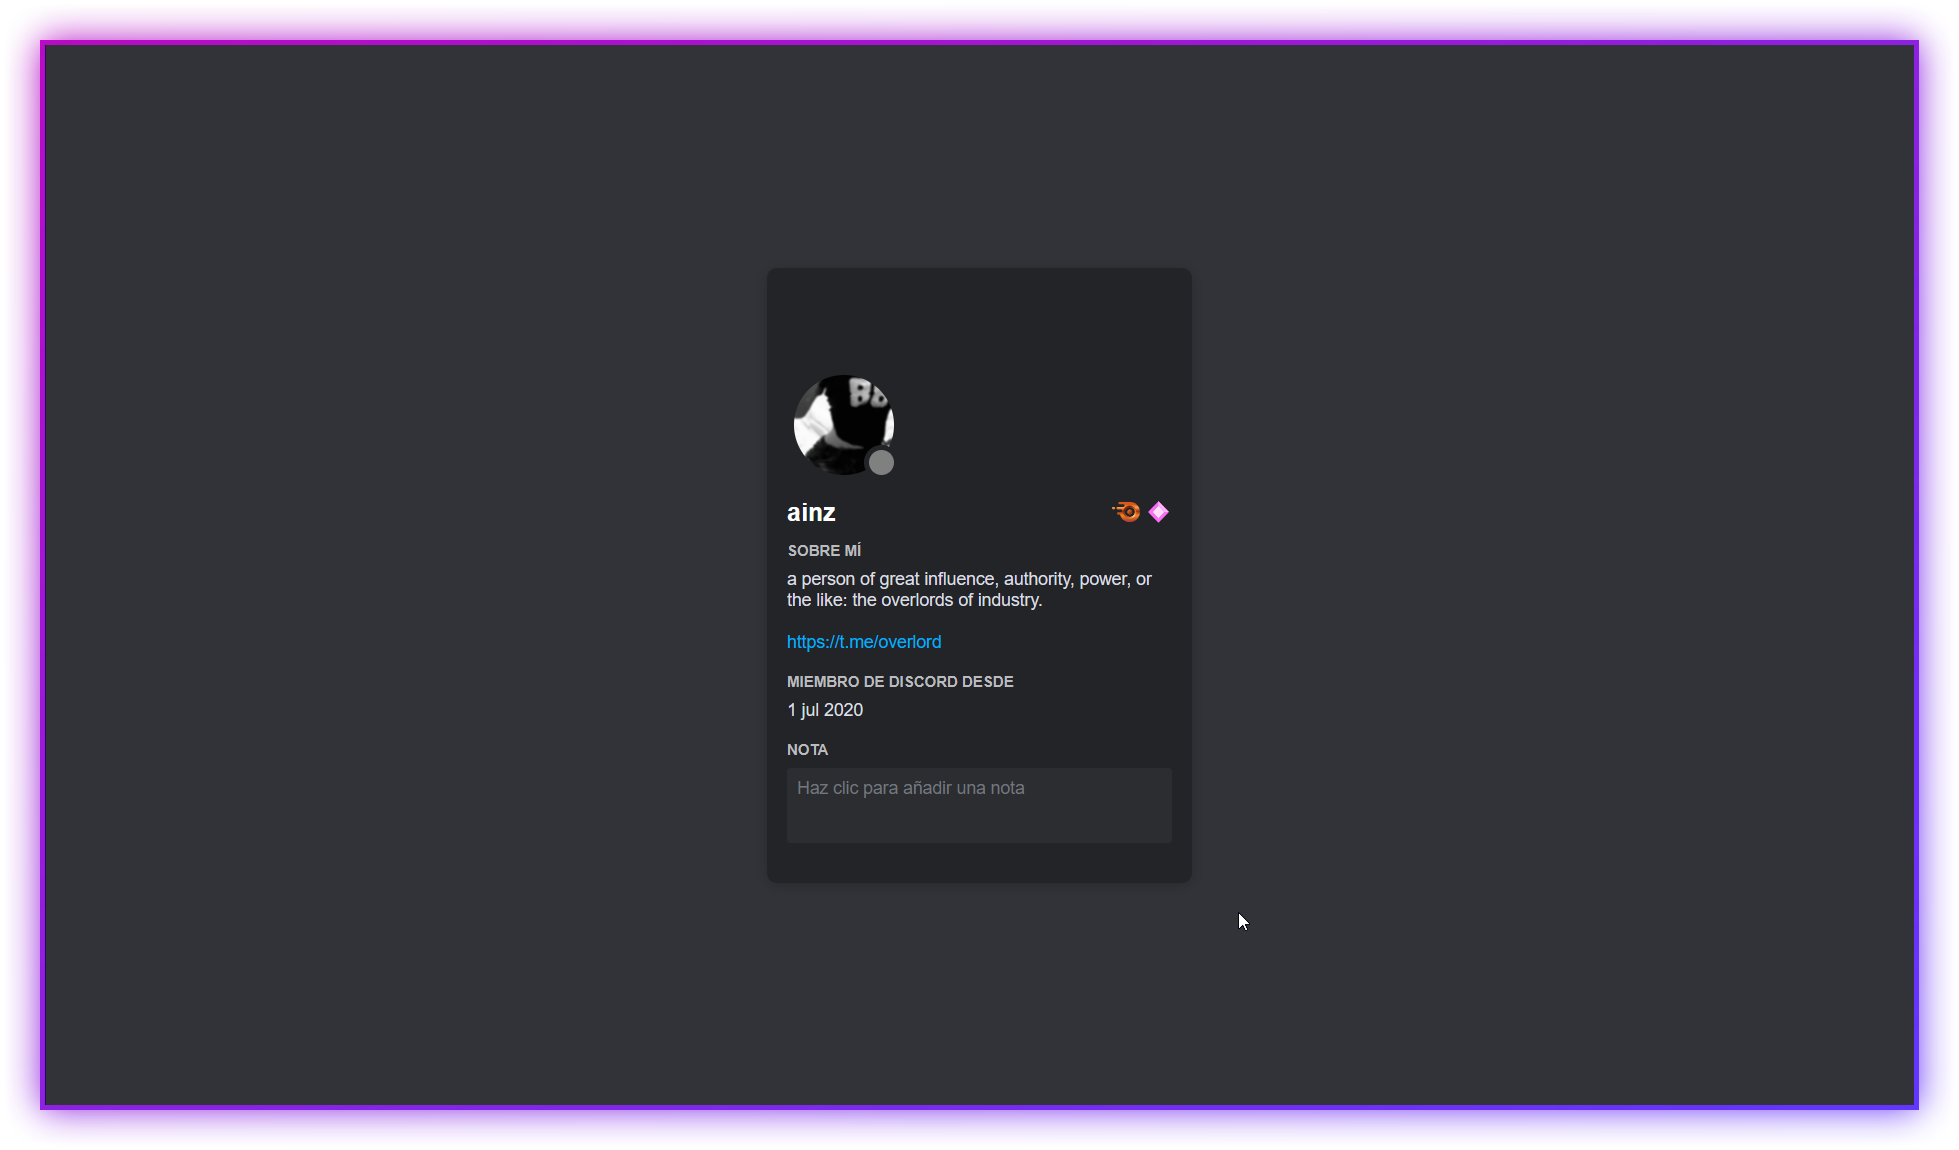 ainz
SOBRE MÍ
a person of great influence, authority, power, or
the like: the overlords of industry.
https://t.me/overlord
MIEMBRO DE DISCORD DESDE
1 jul 2020
NOTA
Haz clic para añadir una nota